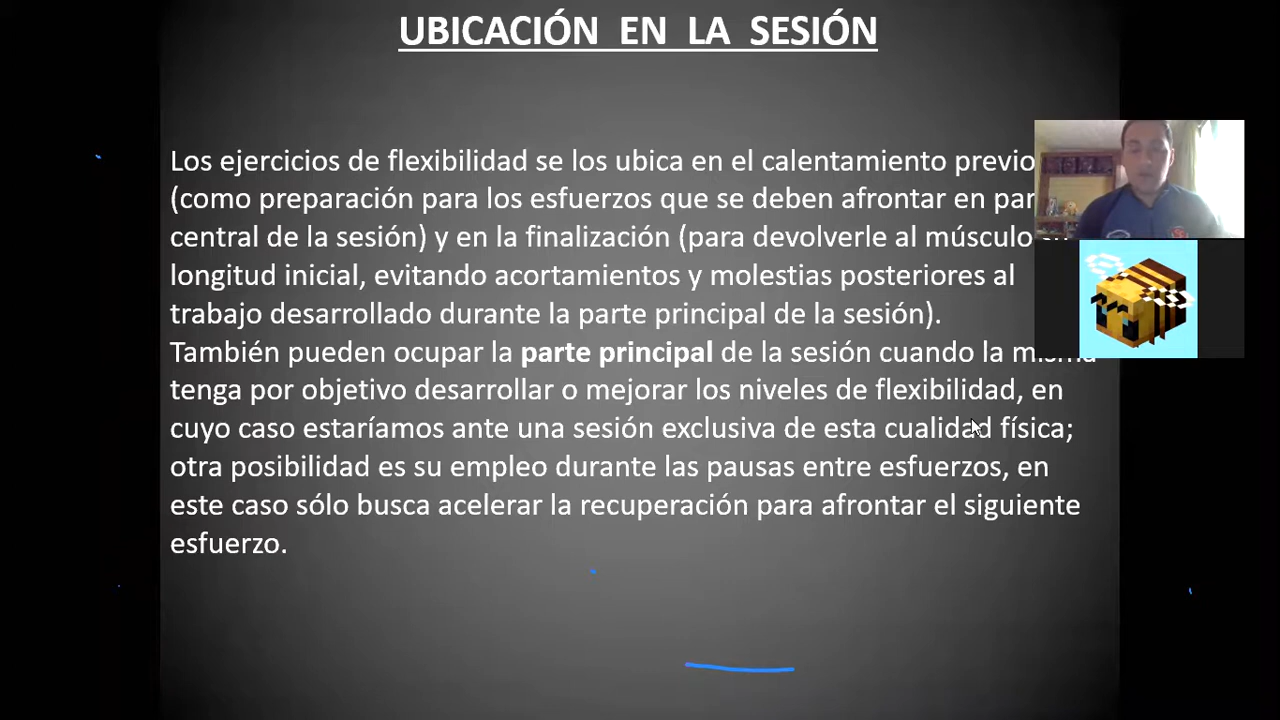 UBICACIÓN EN LA SESIÓN
Los ejercicios de flexibilidad se los ubica en el calentamiento previo
(como preparación para los esfuerzos que se deben afrontar en
central de la sesión) y en la finalización (para devolverle al músculo
longitud inicial, evitando acortamientos y molestias posteriores al
trabajo desarrollado durante la parte principal de la sesión).
También pueden ocupar la parte principal de la sesión cuando la
tenga por objetivo desarrollar o mejorar los niveles de flexibilidad, en
cuyo caso estaríamos ante una sesión exclusiva de esta cualidad física;
otra posibilidad es su empleo durante las pausas entre esfuerzos, en
este caso sólo busca acelerar la recuperación para afrontar el siguiente
esfuerzo.